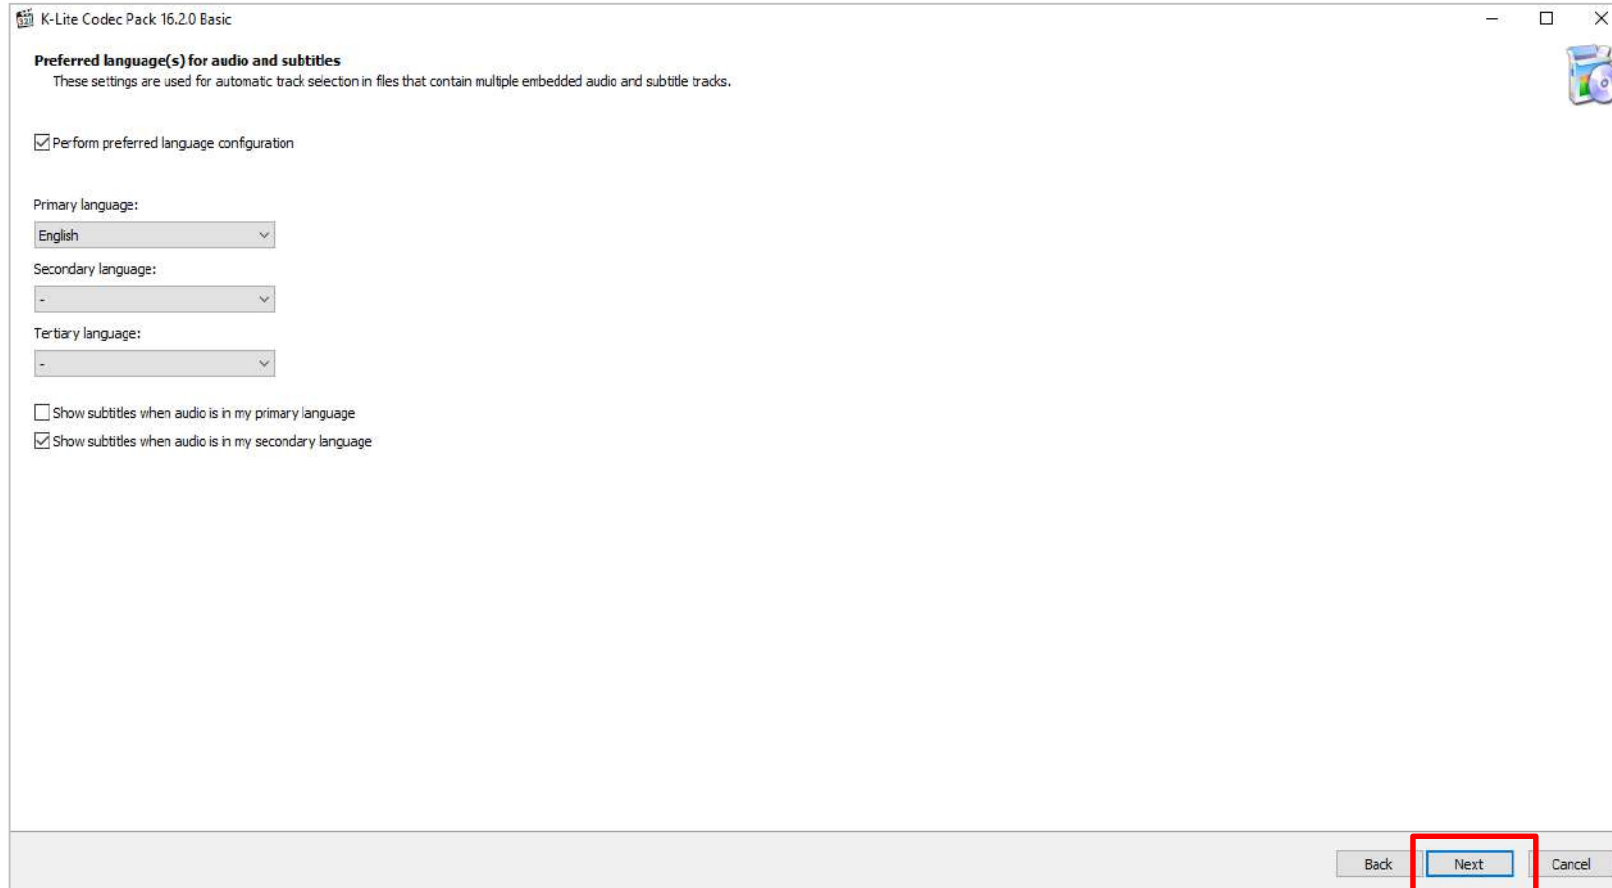 K-Lite Codec Pack 16.2.0 Basic
Preferred language(s) for audio and subtitles
These settings are used for automatic track selection in files that contain multiple embedded audio and subtitle tracks.
Perform preferred language configuration
Primary language:
English
Secondary language:
-
Tertiary language:
-
Show subtitles when audio is in my primary language
Show subtitles when audio is in my secondary language
Back Next Cancel